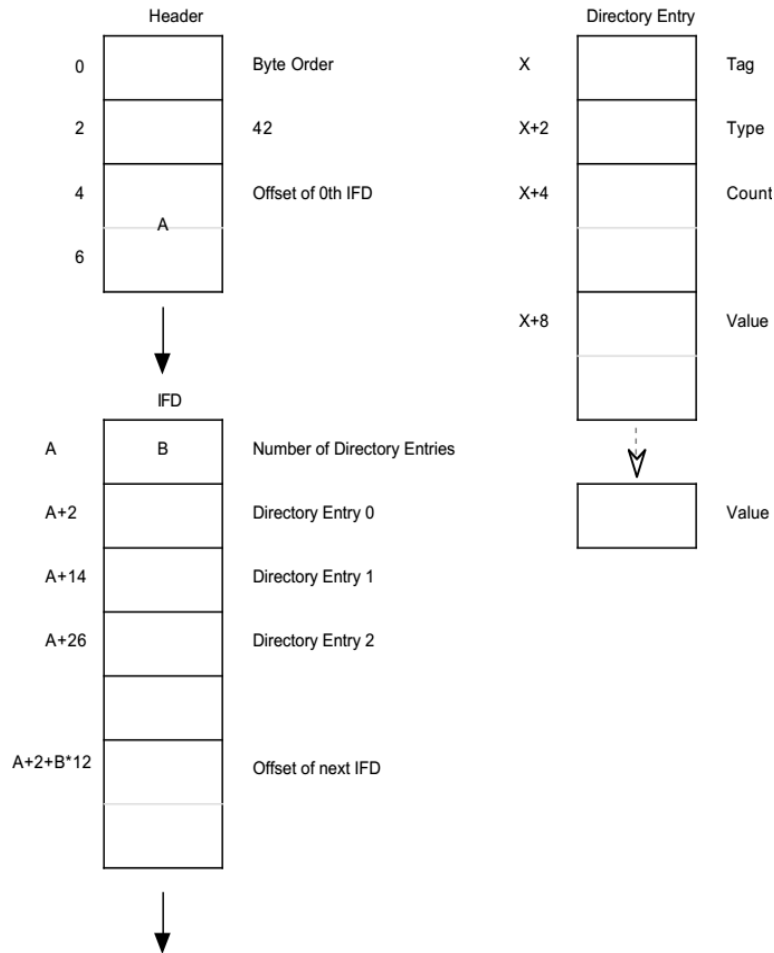 Header
0 Byte Order
2 42
4 Offset of 0th IFD
A
6
IFD
A B Number of Directory Entries
A+2 Directory Entry 0
A+14 Directory Entry 1
A+26 Directory Entry 2
A+2+B*12 Offset of next IFD
Directory Entry
X Tag
X+2 Type
X+4 Count
X+8 Value
Value